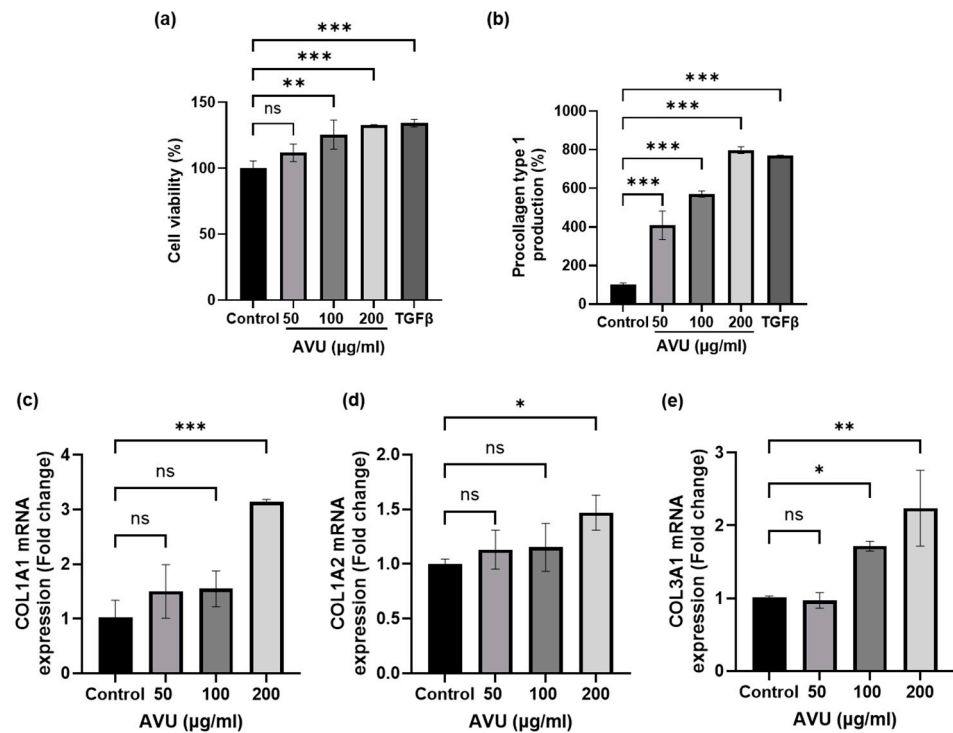 (a)
***
***
**
ns
Cell viability (%)
150
100
50
0
Control 50 100 200 TGFβ
AVU (μg/ml)
(b)
***
***
***
***
Procollagen type 1
production (%)
1000
800
600
400
200
0
Control 50 100 200 TGFβ
AVU (μg/ml)
(c)
***
ns
ns
COL1A1 mRNA
expression (Fold change)
4
3
2
1
0
Control 50 100 200
AVU (μg/ml)
(d)
*
ns
ns
COL1A2 mRNA
expression (Fold change)
2.0
1.5
1.0
0.5
0.0
Control 50 100 200
AVU (μg/ml)
(e)
**
*
ns
COL3A1 mRNA
expression (Fold change)
3
2
1
0
Control 50 100 200
AVU (μg/ml)